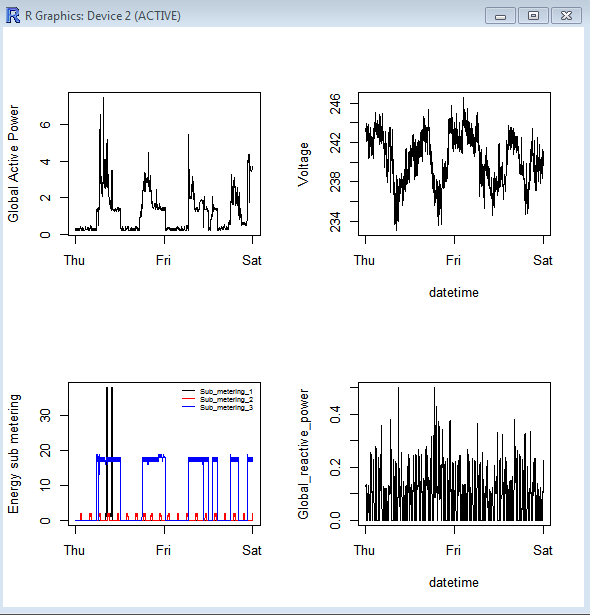 R Graphics: Device 2 (ACTIVE)
Global Active Power
0 2 4 6
Thu Fri Sat
Voltage
234 238 242 246
Thu Fri Sat
datetime
Energy sub metering
0 10 20 30
Sub_metering_1
Sub_metering_2
Sub_metering_3
Thu Fri Sat
Global_reactive_power
0.0 0.2 0.4
Thu Fri Sat
datetime